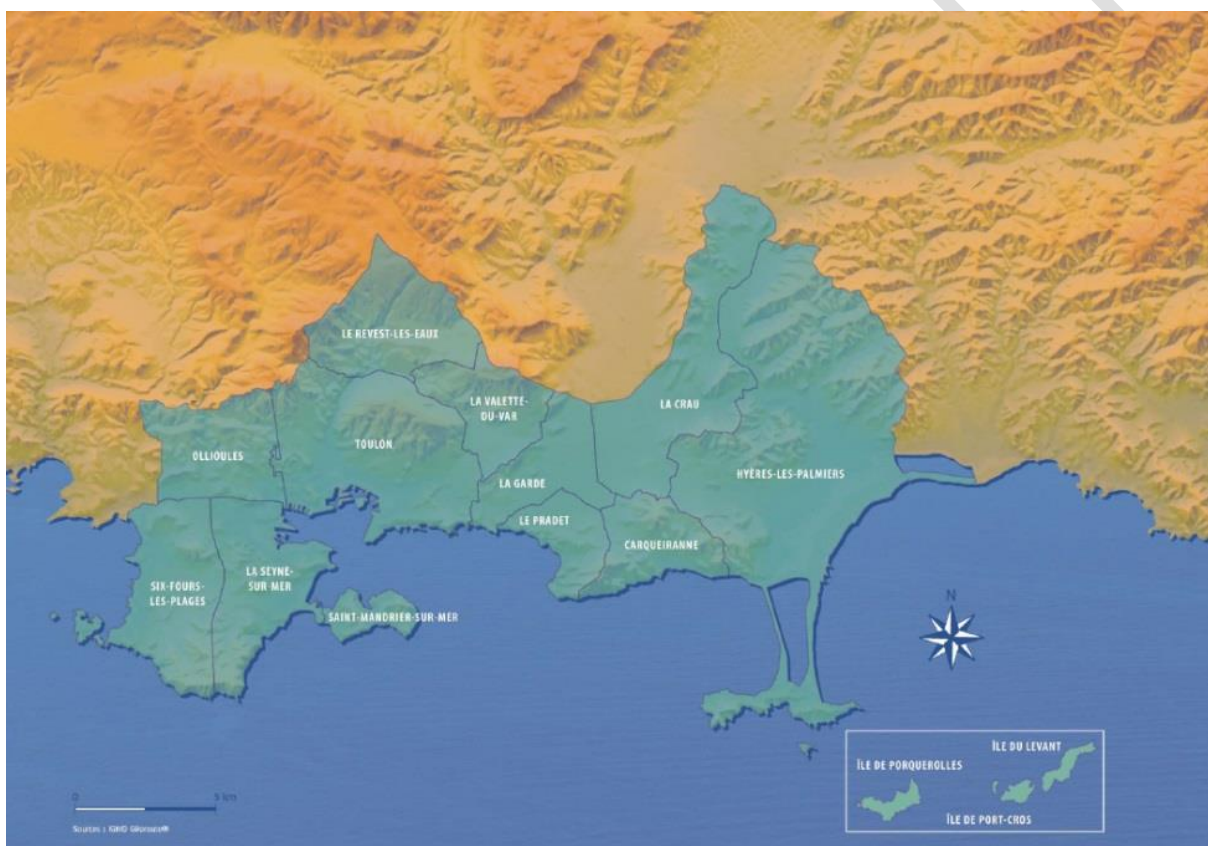 LE REVEST-LES-EAUX
LA VALETTE-
DU-VAR
LA CRAU
TOULON
OLLIOULES
HYÈRES-LES-PALMIERS
LA GARDE
LE PRADET
CARQUEIRANNE
LA SEYNE-
SUR-MER
SIX-FOURS-
LES-PLAGES
SAINT-MANDRIER-SUR-MER
N
ÎLE DU LEVANT
ÎLE DE PORQUEROLLES
ÎLE DE PORT-CROS
0 5 km
Sources : IGN©